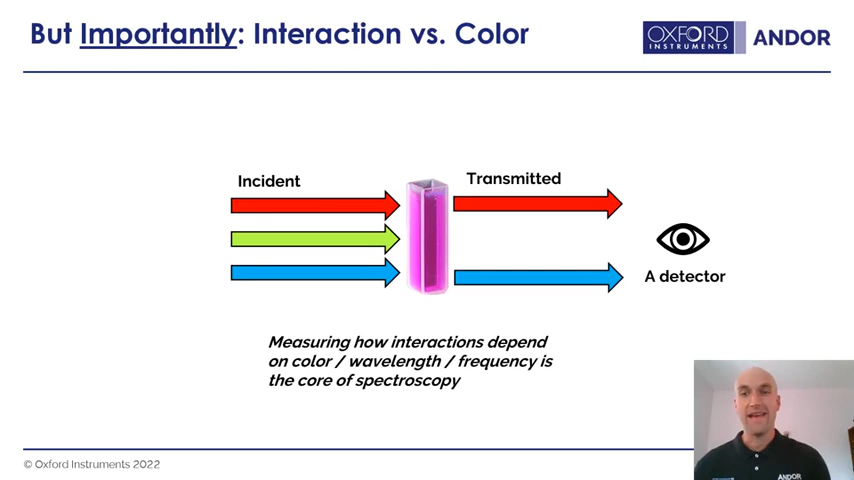 But Importantly: Interaction vs. Color
OXFORD
INSTRUMENTS
ANDOR
Incident
Transmitted
A detector
Measuring how interactions depend
on color / wavelength / frequency is
the core of spectroscopy
© Oxford Instruments 2022
ANDOR